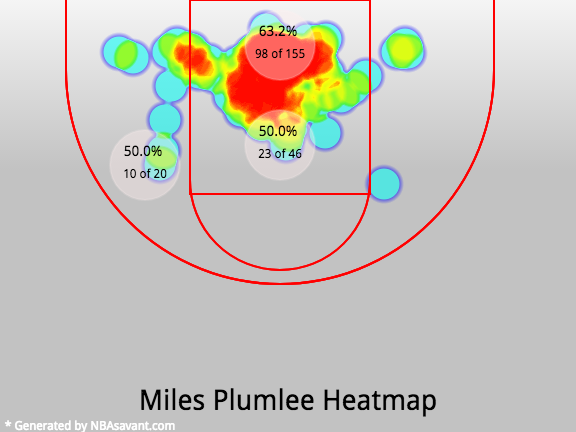 63.2%
98 of 155
50.0%
23 of 46
50.0%
10 of 20
Miles Plumlee Heatmap
* Generated by NBAsavant.com